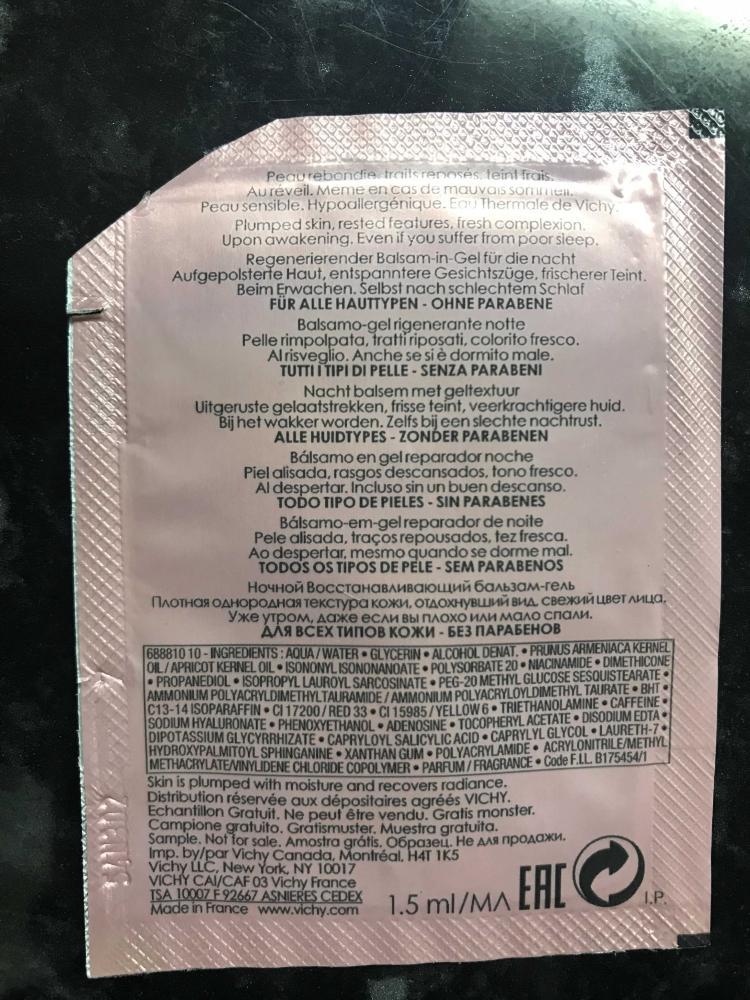 Peau rebondie, traits reposés, teint frais.
Au réveil. Même en cas de mauvais sommeil.
Peau sensible. Hypoallergénique. Eau Thermale de Vichy.
Plumped skin, rested features, fresh complexion.
Upon awakening. Even if you suffer from poor sleep.
Regenerierender Balsam-in-Gel für die nacht
Aufgepolsterte Haut, entspanntere Gesichtszüge, frischerer Teint.
Beim Erwachen. Selbst nach schlechtem Schlaf
FÜR ALLE HAUTTYPEN - OHNE PARABENE
Balsamo-gel rigenerante notte
Pelle rimpolpata, tratti riposati, colorito fresco.
Al risveglio. Anche se si è dormito male.
TUTTI I TIPI DI PELLE - SENZA PARABENI
Nacht balsem met geltextuur
Uitgeruste gelaatstrekken, frisse teint, veerkrachtigere huid.
Bij het wakker worden. Zelfs bij een slechte nachtrust.
ALLE HUIDTYPES - ZONDER PARABENEN
Bálsamo en gel reparador noche
Piel alisada, rasgos descansados, tono fresco.
Al despertar. Incluso sin un buen descanso.
TODO TIPO DE PIELES - SIN PARABENES
Bálsamo-em-gel reparador de noite
Pele alisada, traços repousados, tez fresca.
Ao despertar, mesmo quando se dorme mal.
TODOS OS TIPOS DE PELE - SEM PARABENOS
Ночной Восстанавливающий бальзам-гель
Плотная однородная текстура кожи, отдохнувший вид, свежий цвет лица.
Уже утром, даже если вы плохо или мало спали.
ДЛЯ ВСЕХ ТИПОВ КОЖИ - БЕЗ ПАРАБЕНОВ
688810 10 - INGREDIENTS : AQUA / WATER • GLYCERIN • ALCOHOL DENAT. • PRUNUS ARMENIACA KERNEL
OIL / APRICOT KERNEL OIL • ISONONYL ISONONANOATE • POLYSORBATE 20 • NIACINAMIDE • DIMETHICONE
• PROPANEDIOL • ISOPROPYL LAUROYL SARCOSINATE • PEG-20 METHYL GLUCOSE SESQUISTEARATE •
AMMONIUM POLYACRYLDIMETHYLTAURAMIDE / AMMONIUM POLYACRYLOYLDIMETHYL TAURATE • BHT •
C13-14 ISOPARAFFIN • CI 17200 / RED 33 • CI 15985 / YELLOW 6 • TRIETHANOLAMINE • CAFFEINE •
SODIUM HYALURONATE • PHENOXYETHANOL • ADENOSINE • TOCOPHERYL ACETATE • DISODIUM EDTA •
DIPOTASSIUM GLYCYRRHIZATE • CAPRYLOYL SALICYLIC ACID • CAPRYLYL GLYCOL • LAURETH-7 •
HYDROXYPALMITOYL SPHINGANINE • XANTHAN GUM • POLYACRYLAMIDE • ACRYLONITRILE/METHYL
METHACRYLATE/VINYLIDENE CHLORIDE COPOLYMER • PARFUM / FRAGRANCE • Code F.I.L. B175454/1
Skin is plumped with moisture and recovers radiance.
Distribution réservée aux dépositaires agréés VICHY.
Echantillon Gratuit. Ne peut être vendu. Gratis monster.
Campione gratuito. Gratismuster. Muestra gratuita.
Sample. Not for sale. Amostra grátis. Образец. Не для продажи.
Imp. by/par Vichy Canada, Montréal, H4T 1K5
Vichy LLC, New York, NY 10017
VICHY CAI/CAF 03 Vichy France
TSA 10007 F 92667 ASNIERES CEDEX
Made in France www.vichy.com
1.5 ml/МЛ EAC I.P.